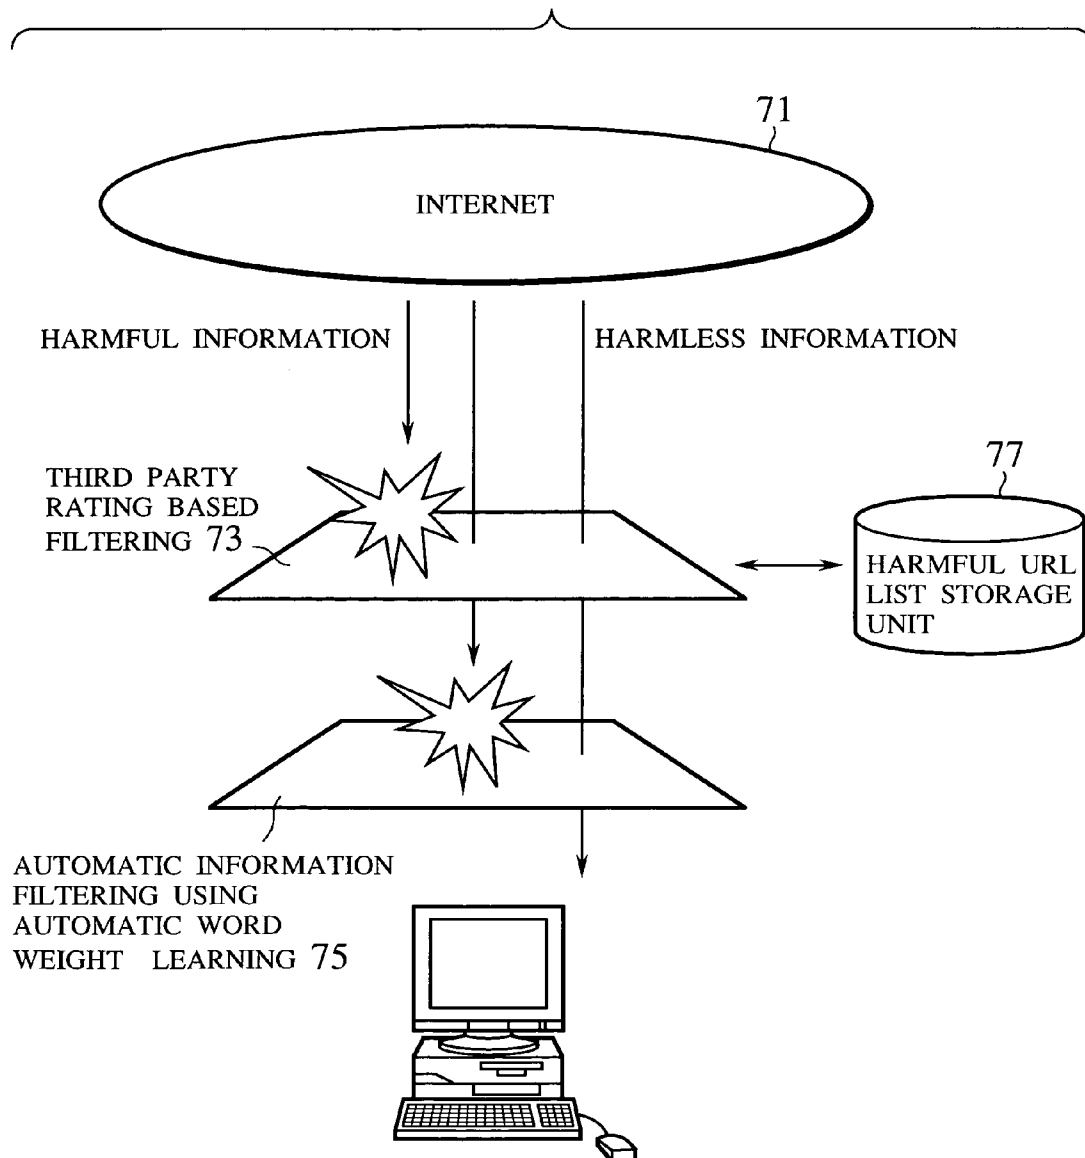 71
INTERNET
HARMFUL INFORMATION
HARMLESS INFORMATION
THIRD PARTY
RATING BASED
FILTERING 73
77
HARMFUL URL
LIST STORAGE
UNIT
AUTOMATIC INFORMATION
FILTERING USING
AUTOMATIC WORD
WEIGHT LEARNING 75